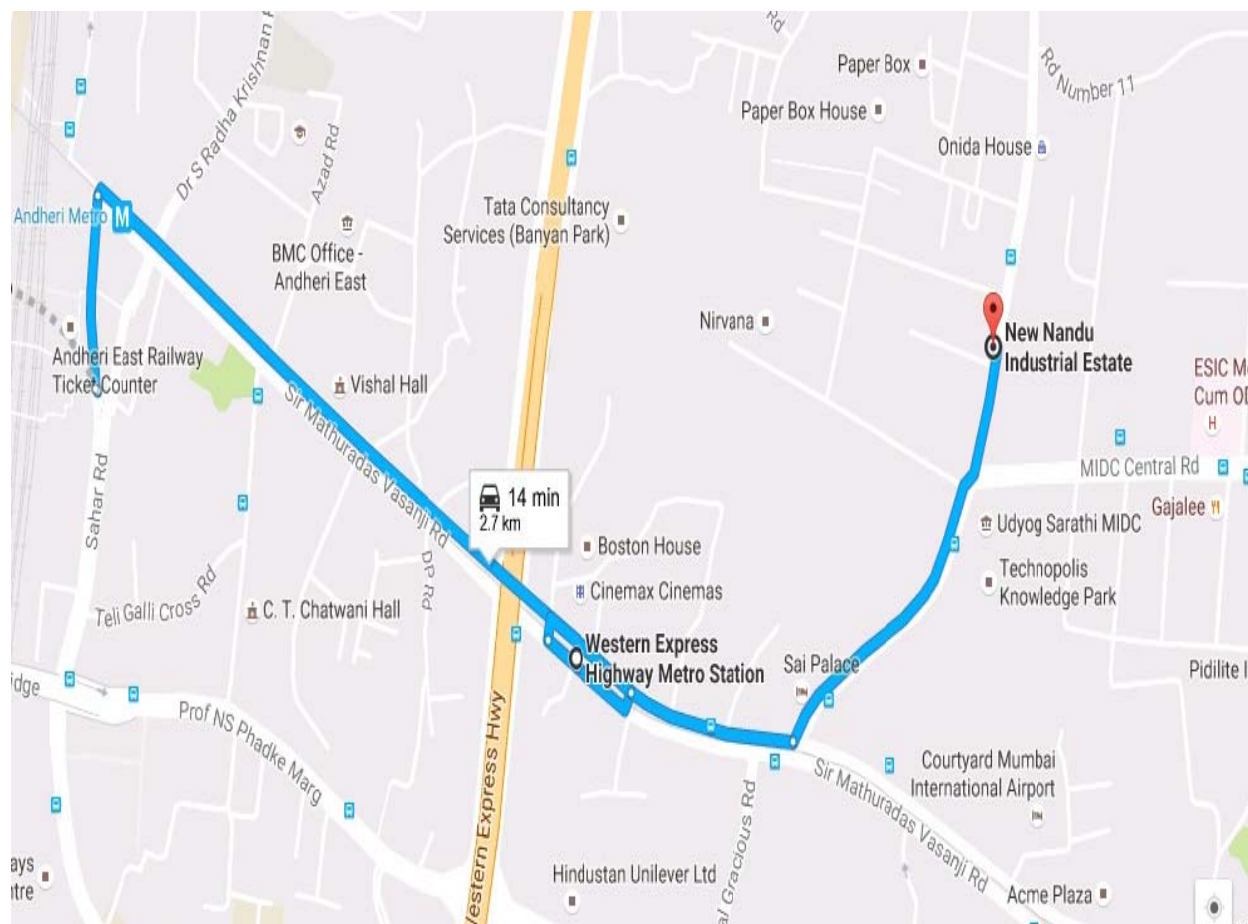 Rd
Paper Box
Rd Number 11
Paper Box House
Onida House
Dr S Radha Krishnan
Azad Rd
Andheri Metro M
Tata Consultancy
Services (Banyan Park)
BMC Office -
Andheri East
Nirvana
New Nandu
Industrial Estate
Andheri East Railway
Ticket Counter
Vishal Hall
ESIC
Cum
H
Sir Mathuradas Vasanji Rd
MIDC Central Rd
Sahar Rd
14 min
2.7 km
Gajalee
Udyog Sarathi MIDC
Boston House
Technopolis
Knowledge Park
DP Rd
Teli Galli Cross Rd
Cinemax Cinemas
C. T. Chatwani Hall
Western Express
Highway Metro Station
Sai Palace
Pidilite
idge
Prof NS Phadke Marg
Western Express Hwy
Courtyard Mumbai
International Airport
Sir Mathuradas Vasanji Rd
al Gracious Rd
estern Express Hwy
ays
ntre
Hindustan Unilever Ltd
Acme Plaza